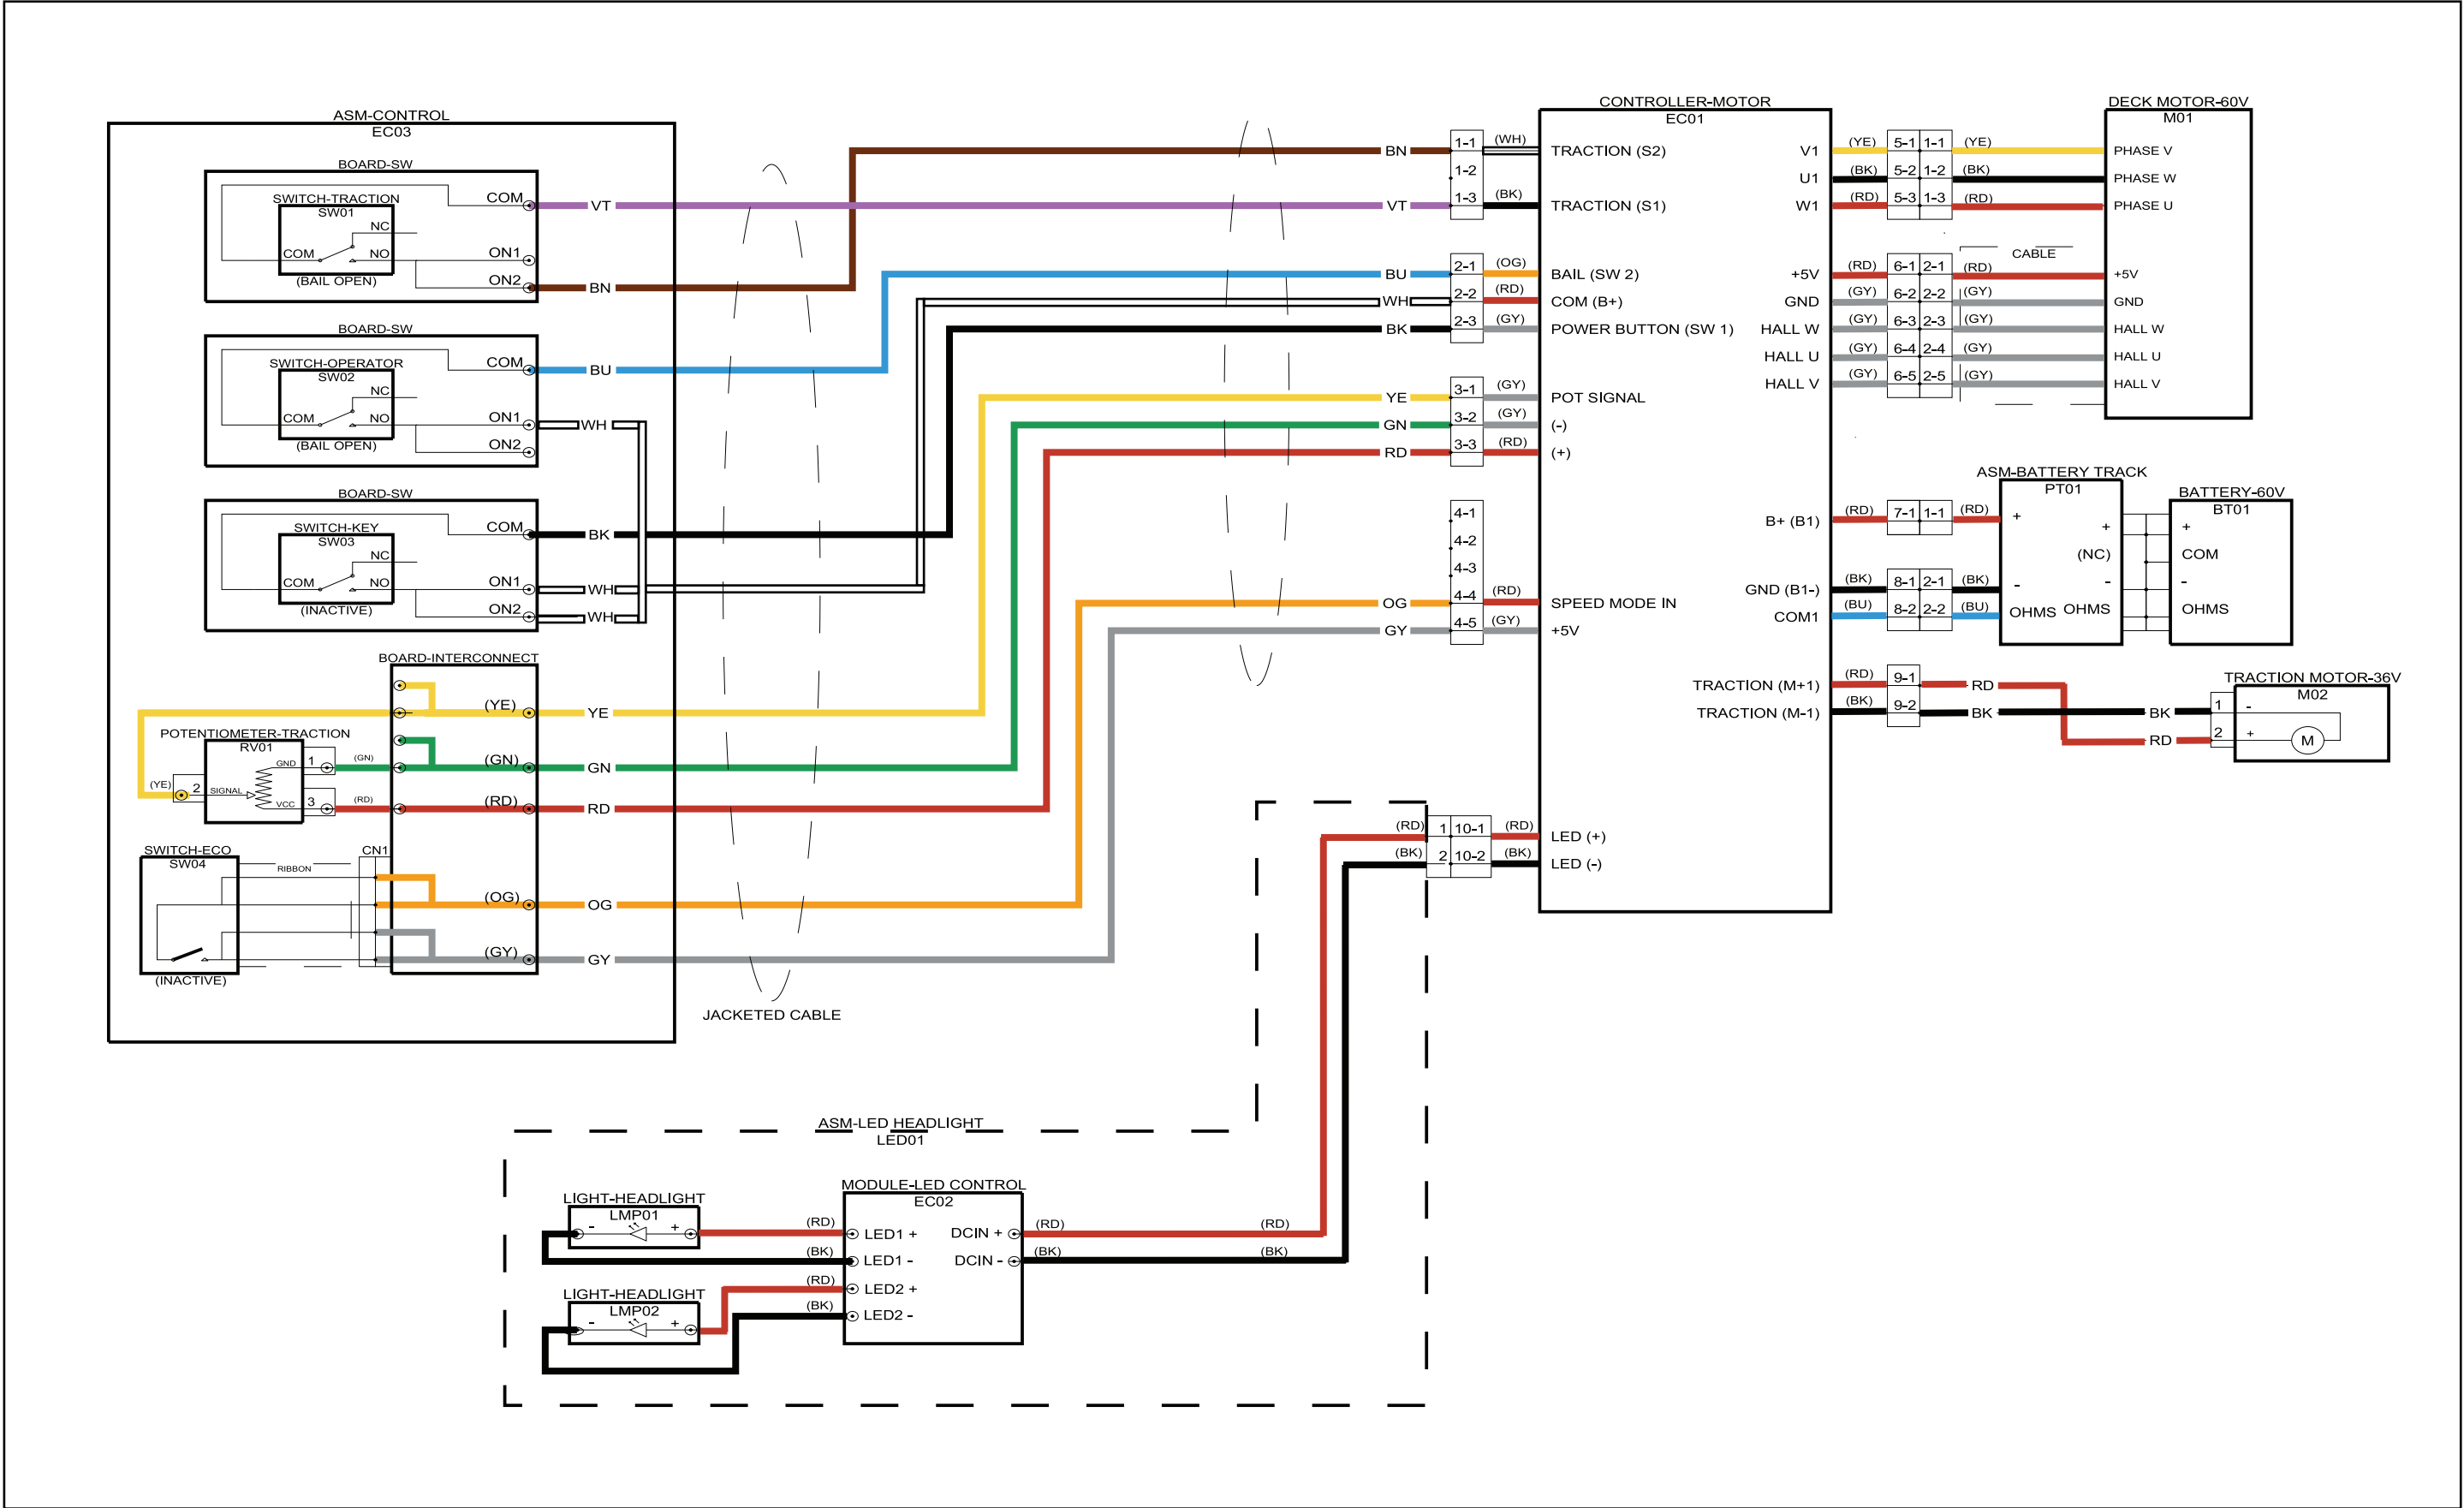 ASM-CONTROL
EC03
BOARD-SW
SWITCH-TRACTION
SW01
NC
COM
NO
(BAIL OPEN)
COM
ON1
ON2
VT
BN
BOARD-SW
SWITCH-OPERATOR
SW02
NC
COM
NO
(BAIL OPEN)
COM
ON1
ON2
BU
WH
BOARD-SW
SWITCH-KEY
SW03
NC
COM
NO
(INACTIVE)
COM
ON1
ON2
BK
WH
WH
BOARD-INTERCONNECT
(YE)
YE
POTENTIOMETER-TRACTION
RV01
GND
1
(GN)
(YE)
2
SIGNAL
VCC
3
(RD)
(GN)
GN
(RD)
RD
SWITCH-ECO
SW04
RIBBON
CN1
(INACTIVE)
(OG)
OG
(GY)
GY
JACKETED CABLE
BN
VT
BU
WH
BK
YE
GN
RD
OG
GY
1-1
(WH)
1-2
1-3
(BK)
2-1
(OG)
2-2
(RD)
2-3
(GY)
3-1
(GY)
3-2
(GY)
3-3
(RD)
4-1
4-2
4-3
4-4
(RD)
4-5
(GY)
CONTROLLER-MOTOR
EC01
TRACTION (S2)
TRACTION (S1)
BAIL (SW 2)
COM (B+)
POWER BUTTON (SW 1)
POT SIGNAL
(-)
(+)
SPEED MODE IN
+5V
LED (+)
LED (-)
V1
U1
W1
+5V
GND
HALL W
HALL U
HALL V
B+ (B1)
GND (B1-)
COM1
TRACTION (M+1)
TRACTION (M-1)
(YE) 5-1 1-1 (YE)
(BK) 5-2 1-2 (BK)
(RD) 5-3 1-3 (RD)
CABLE
(RD) 6-1 2-1 (RD)
(GY) 6-2 2-2 (GY)
(GY) 6-3 2-3 (GY)
(GY) 6-4 2-4 (GY)
(GY) 6-5 2-5 (GY)
DECK MOTOR-60V
M01
PHASE V
PHASE W
PHASE U
+5V
GND
HALL W
HALL U
HALL V
(RD) 7-1 1-1 (RD)
(BK) 8-1 2-1 (BK)
(BU) 8-2 2-2 (BU)
ASM-BATTERY TRACK
PT01
+
-
OHMS
+
(NC)
-
OHMS
BATTERY-60V
BT01
+
COM
-
OHMS
(RD) 9-1 RD
(BK) 9-2 BK
BK
RD
TRACTION MOTOR-36V
M02
1 -
2 +
M
(RD) 1 10-1 (RD)
(BK) 2 10-2 (BK)
ASM-LED HEADLIGHT
LED01
LIGHT-HEADLIGHT
LMP01
- +
LIGHT-HEADLIGHT
LMP02
- +
(RD)
(BK)
(RD)
(BK)
MODULE-LED CONTROL
EC02
LED1 +
LED1 -
LED2 +
LED2 -
DCIN +
DCIN -
(RD) (RD)
(BK) (BK)